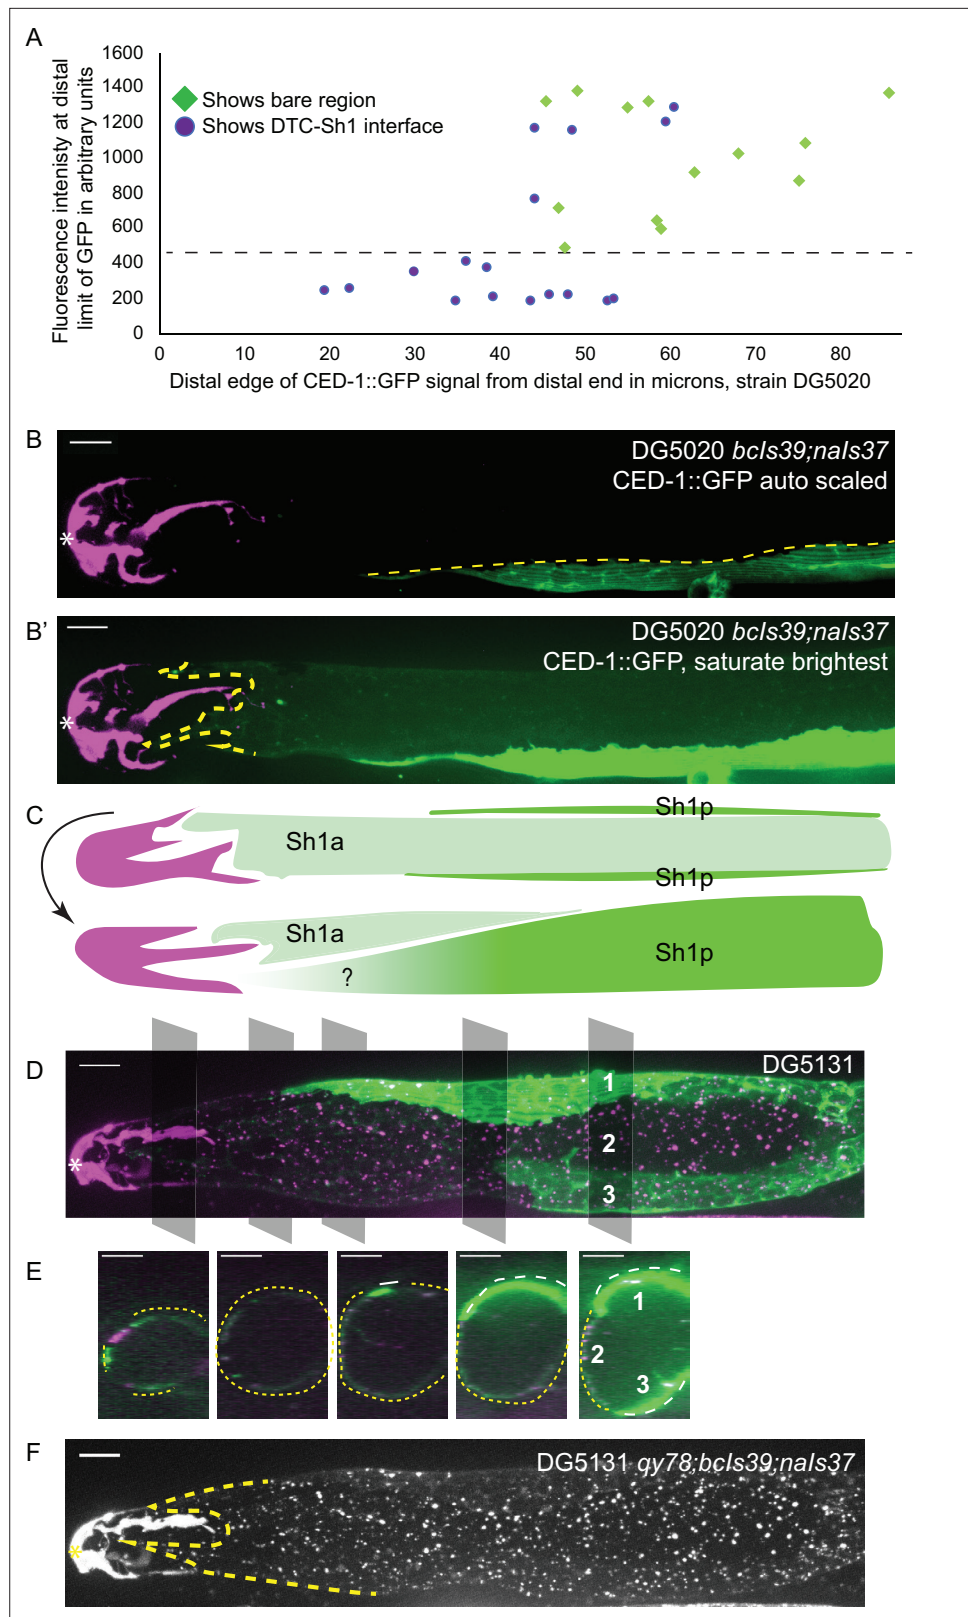 A
Fluorescence intenisty at distal
limit of GFP in arbitrary units
1600
1400
1200
1000
800
600
400
200
0
Shows bare region
Shows DTC-Sh1 interface
0 10 20 30 40 50 60 70 80
Distal edge of CED-1::GFP signal from distal end in microns, strain DG5020
B
DG5020 bcIs39;naIs37
CED-1::GFP auto scaled
*
B’
DG5020 bcIs39;naIs37
CED-1::GFP, saturate brightest
*
C
Sh1p
Sh1a
Sh1p
Sh1a
Sh1p
?
D
DG5131
1
2
3
*
E
1
2
3
F
DG5131 qy78;bcIs39;naIs37
*